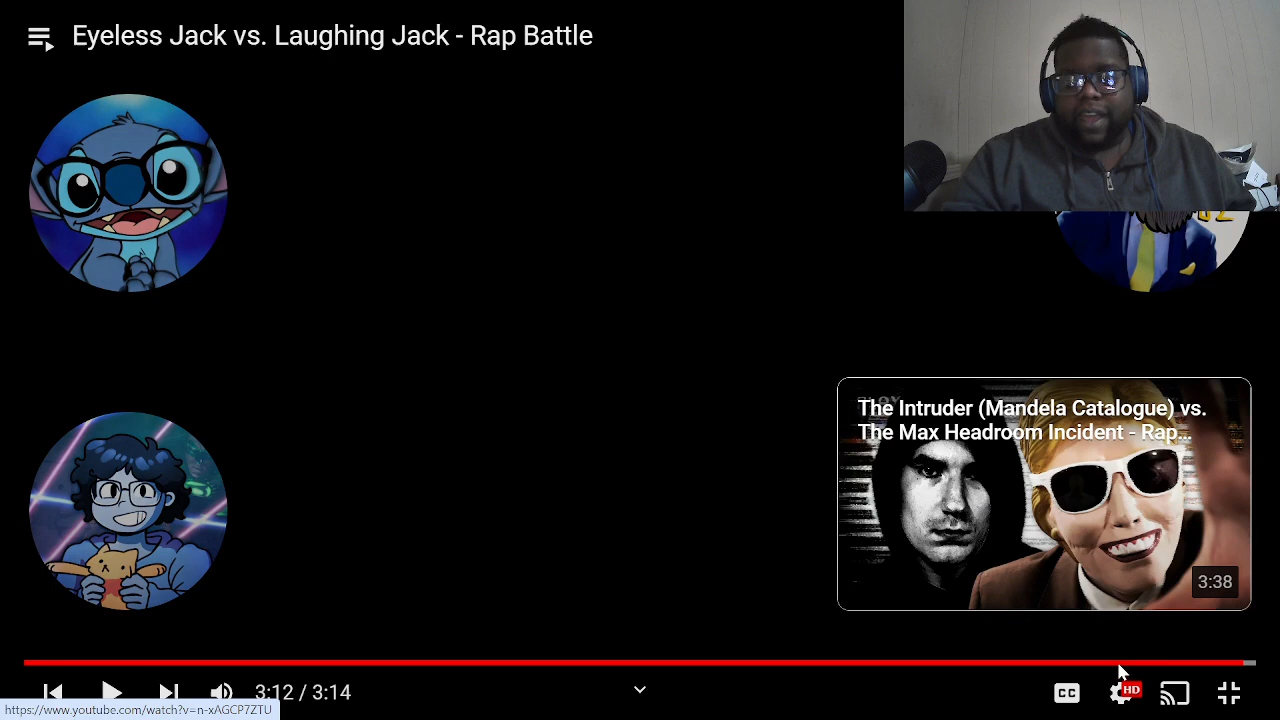 Eyeless Jack vs. Laughing Jack - Rap Battle
The Intruder (Mandela Catalogue) vs.
The Max Headroom Incident - Rap...
3:38
3:12 / 3:14
CC
HD
https://www.youtube.com/watch?v=n-xAGCP7ZTU